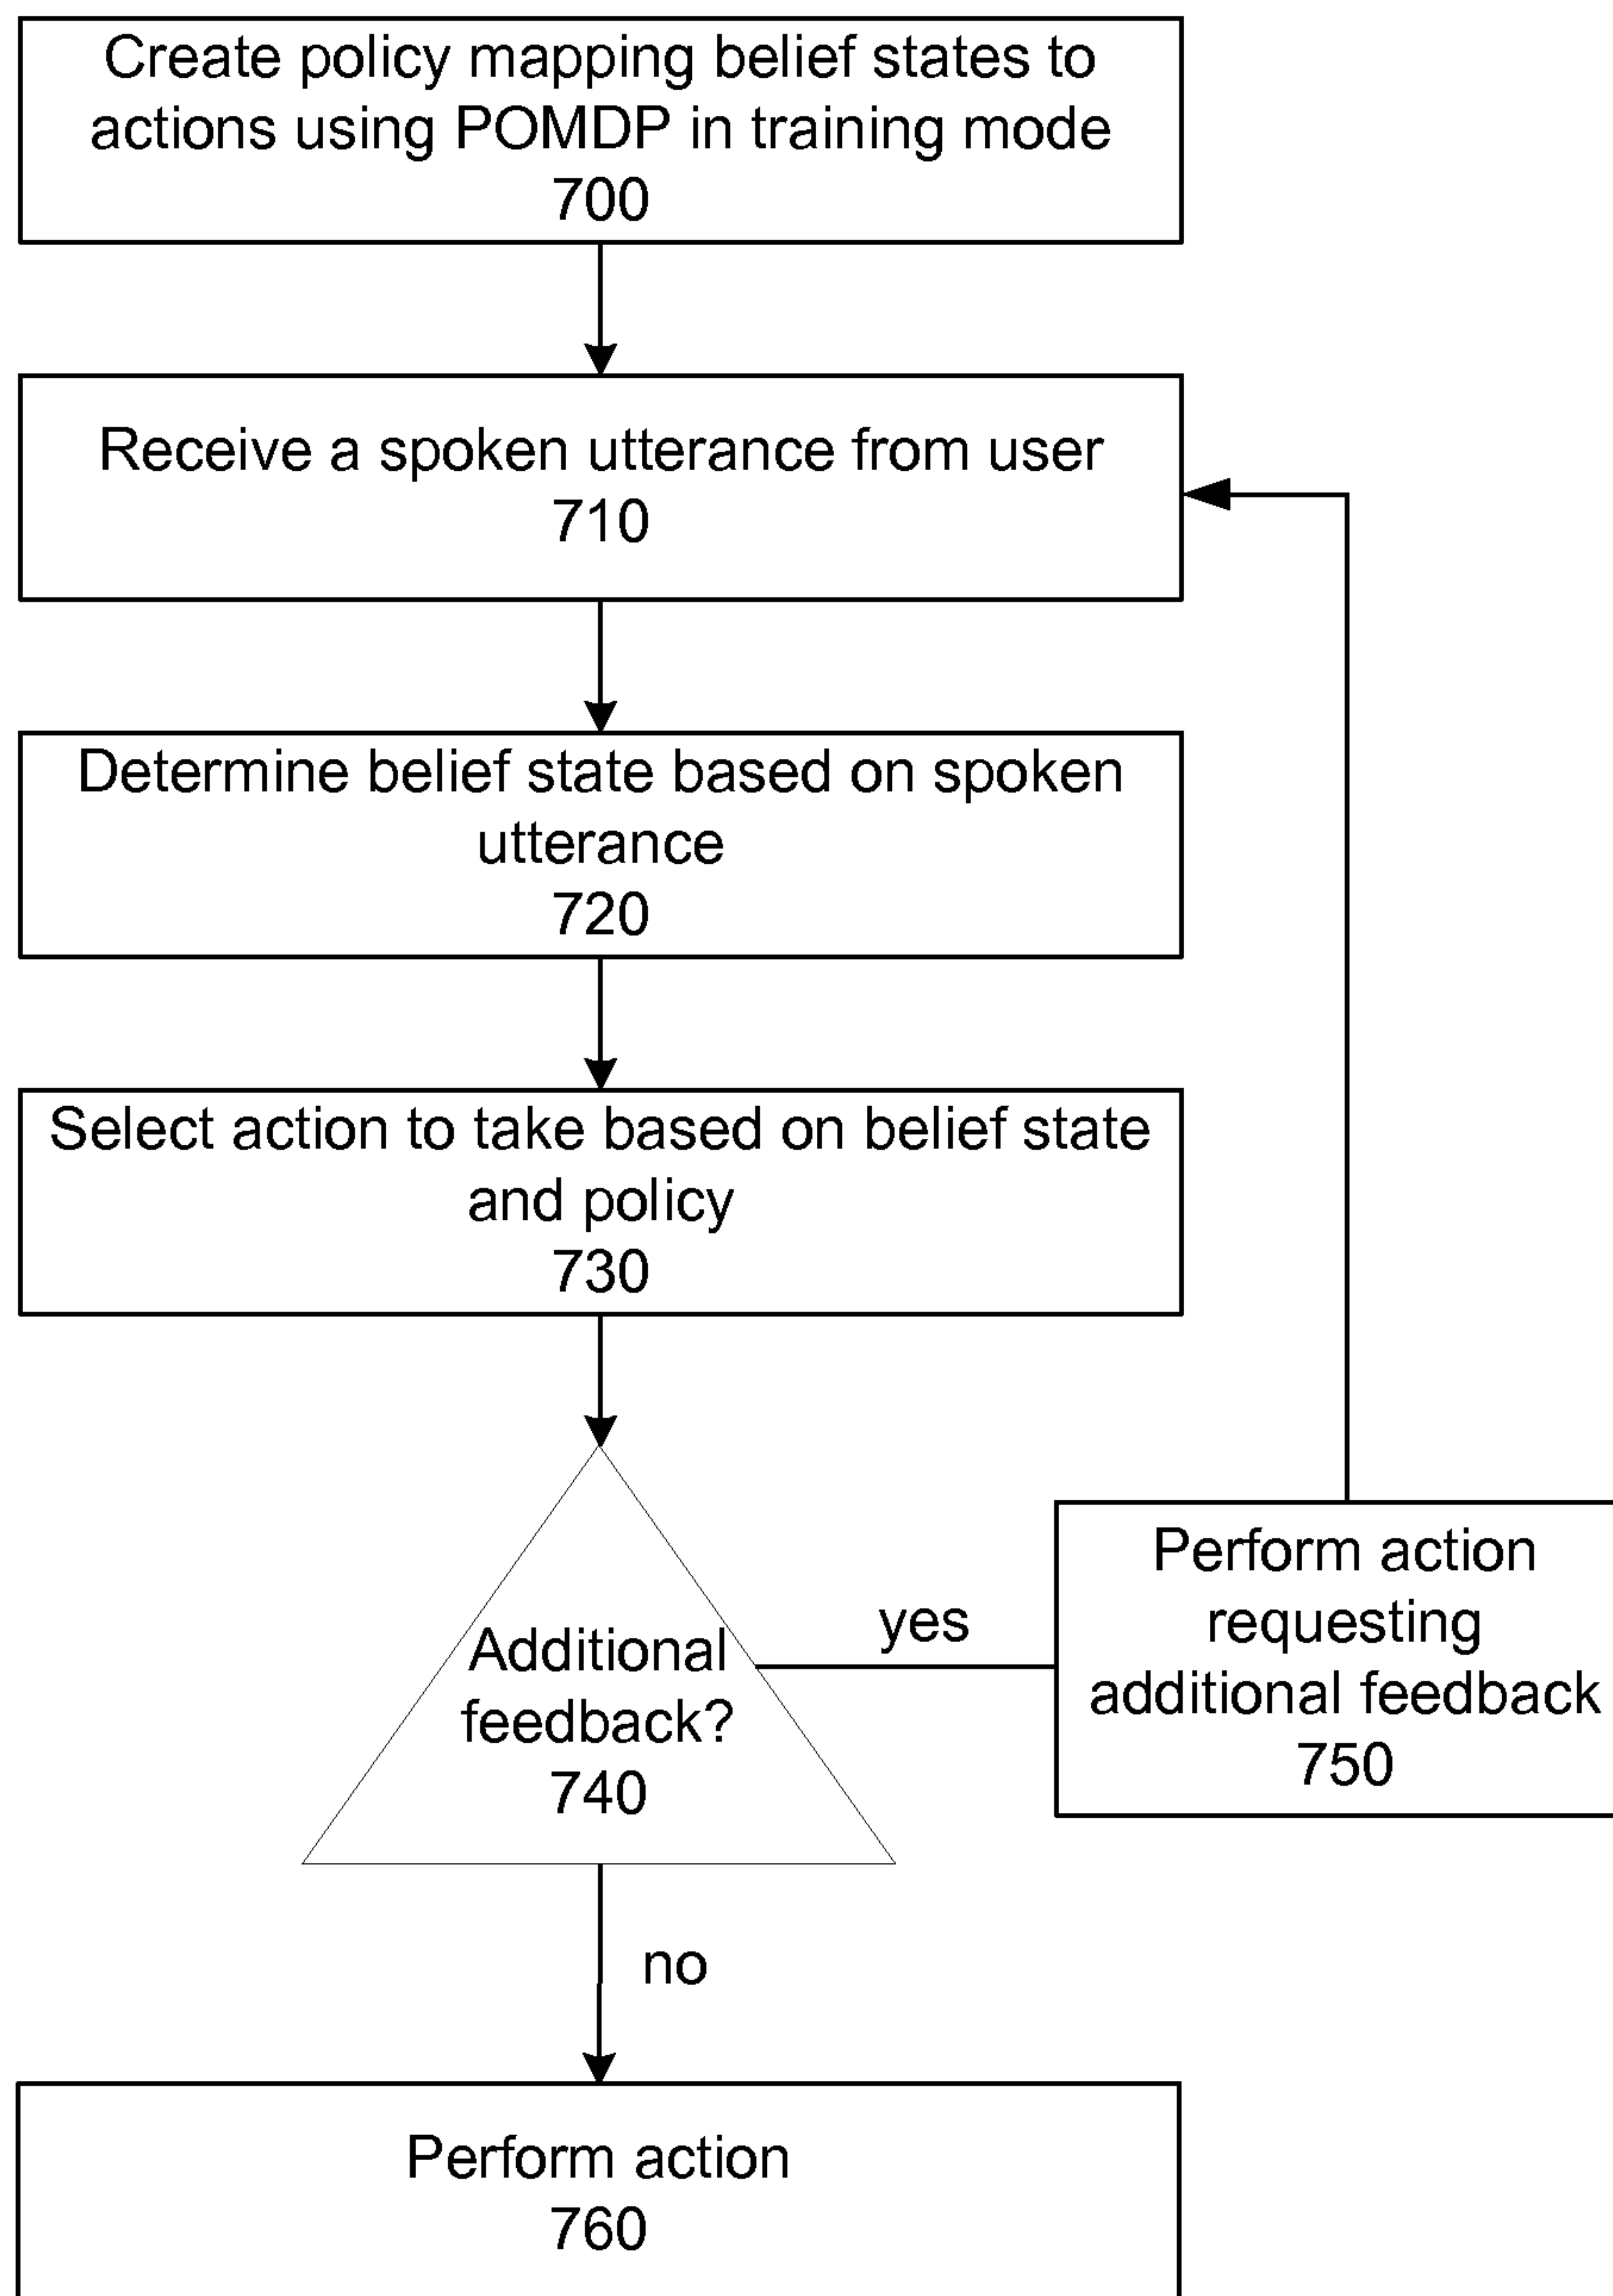 Create policy mapping belief states to
actions using POMDP in training mode
700
Receive a spoken utterance from user
710
Determine belief state based on spoken
utterance
720
Select action to take based on belief state
and policy
730
Additional
feedback?
740
yes
Perform action
requesting
additional feedback
750
no
Perform action
760